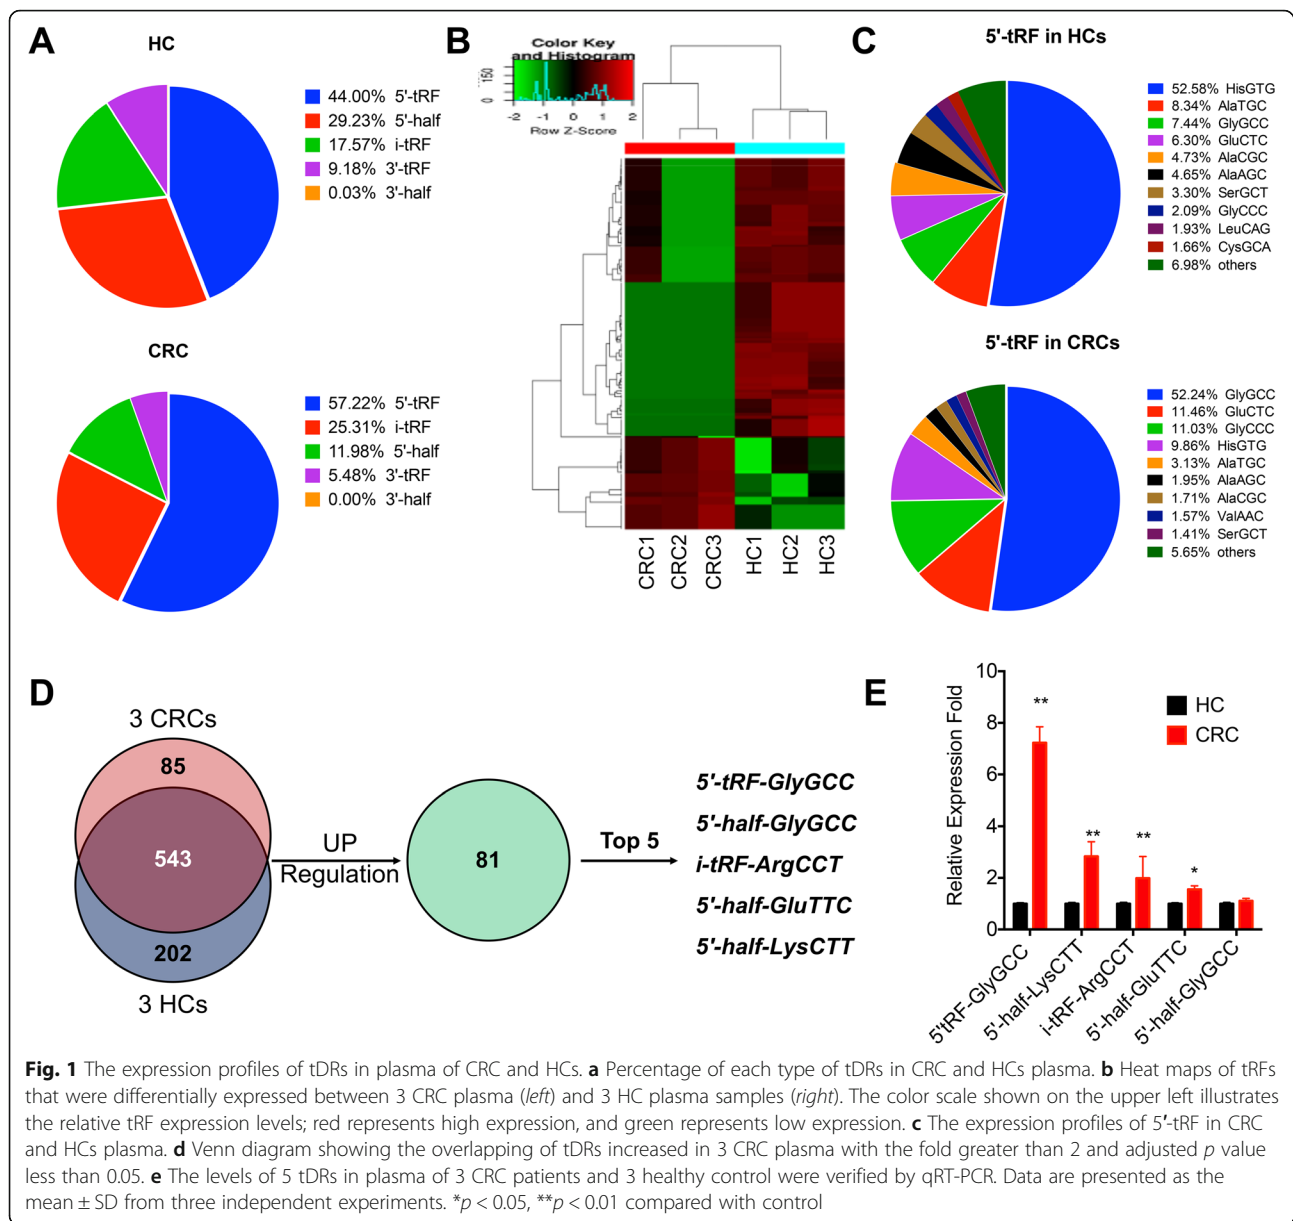 A
HC
44.00% 5'-tRF
29.23% 5'-half
17.57% i-tRF
9.18% 3'-tRF
0.03% 3'-half
CRC
57.22% 5'-tRF
25.31% i-tRF
11.98% 5'-half
5.48% 3'-tRF
0.00% 3'-half
B
Color Key
and Histogram
0 150
-2 -1 0 1 2
Row Z-Score
CRC1
CRC2
CRC3
HC1
HC2
HC3
C
5'-tRF in HCs
52.58% HisGTG
8.34% AlaTGC
7.44% GlyGCC
6.30% GluCTC
4.73% AlaCGC
4.65% AlaAGC
3.30% SerGCT
2.09% GlyCCC
1.93% LeuCAG
1.66% CysGCA
6.98% others
5'-tRF in CRCs
52.24% GlyGCC
11.46% GluCTC
11.03% GlyCCC
9.86% HisGTG
3.13% AlaTGC
1.95% AlaAGC
1.71% AlaCGC
1.57% ValAAC
1.41% SerGCT
5.65% others
D
3 CRCs
85
543
202
3 HCs
UP
Regulation
81
Top 5
5'-tRF-GlyGCC
5'-half-GlyGCC
i-tRF-ArgCCT
5'-half-GluTTC
5'-half-LysCTT
E
Relative Expression Fold
10
8
6
4
2
0
**
**
**
*
HC
CRC
5'tRF-GlyGCC
5'-half-LysCTT
i-tRF-ArgCCT
5'-half-GluTTC
5'-half-GlyGCC
Fig. 1 The expression profiles of tDRs in plasma of CRC and HCs. a Percentage of each type of tDRs in CRC and HCs plasma. b Heat maps of tRFs
that were differentially expressed between 3 CRC plasma (left) and 3 HC plasma samples (right). The color scale shown on the upper left illustrates
the relative tRF expression levels; red represents high expression, and green represents low expression. c The expression profiles of 5′-tRF in CRC
and HCs plasma. d Venn diagram showing the overlapping of tDRs increased in 3 CRC plasma with the fold greater than 2 and adjusted p value
less than 0.05. e The levels of 5 tDRs in plasma of 3 CRC patients and 3 healthy control were verified by qRT-PCR. Data are presented as the
mean ± SD from three independent experiments. *p < 0.05, **p < 0.01 compared with control